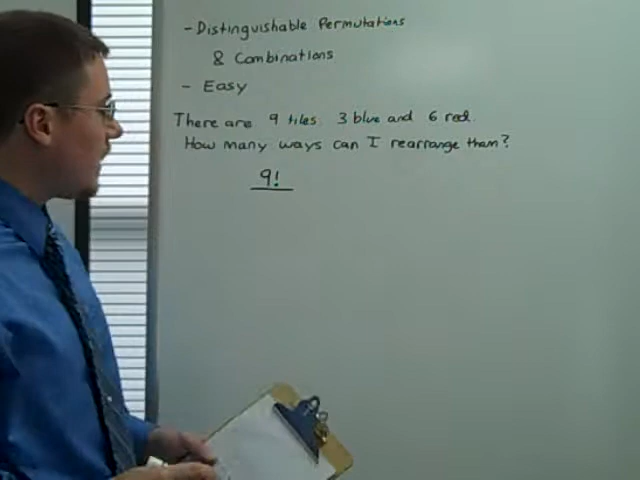 - Distinguishable Permutations
& Combinations
- Easy
There are 9 tiles. 3 blue and 6 red.
How many ways can I rearrange them?
9!